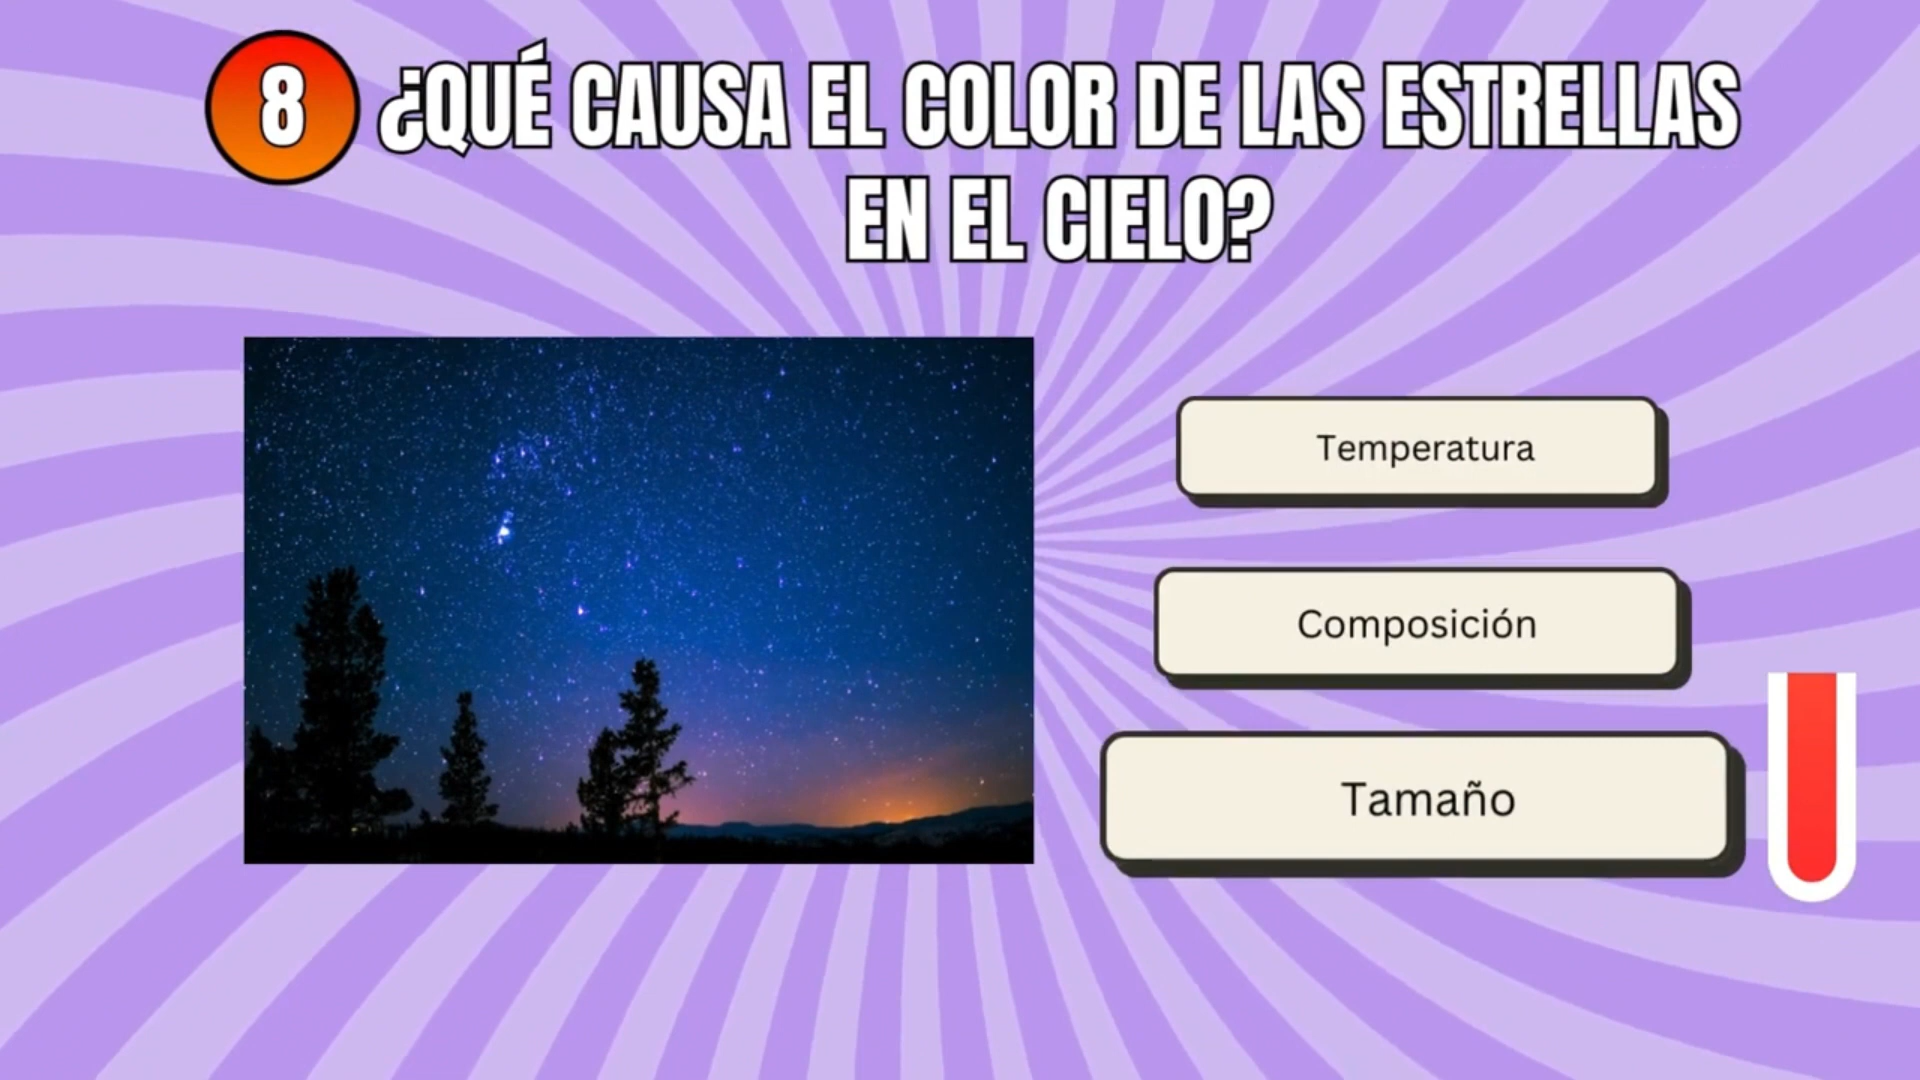 8 ¿QUÉ CAUSA EL COLOR DE LAS ESTRELLAS
EN EL CIELO?
Temperatura
Composición
Tamaño